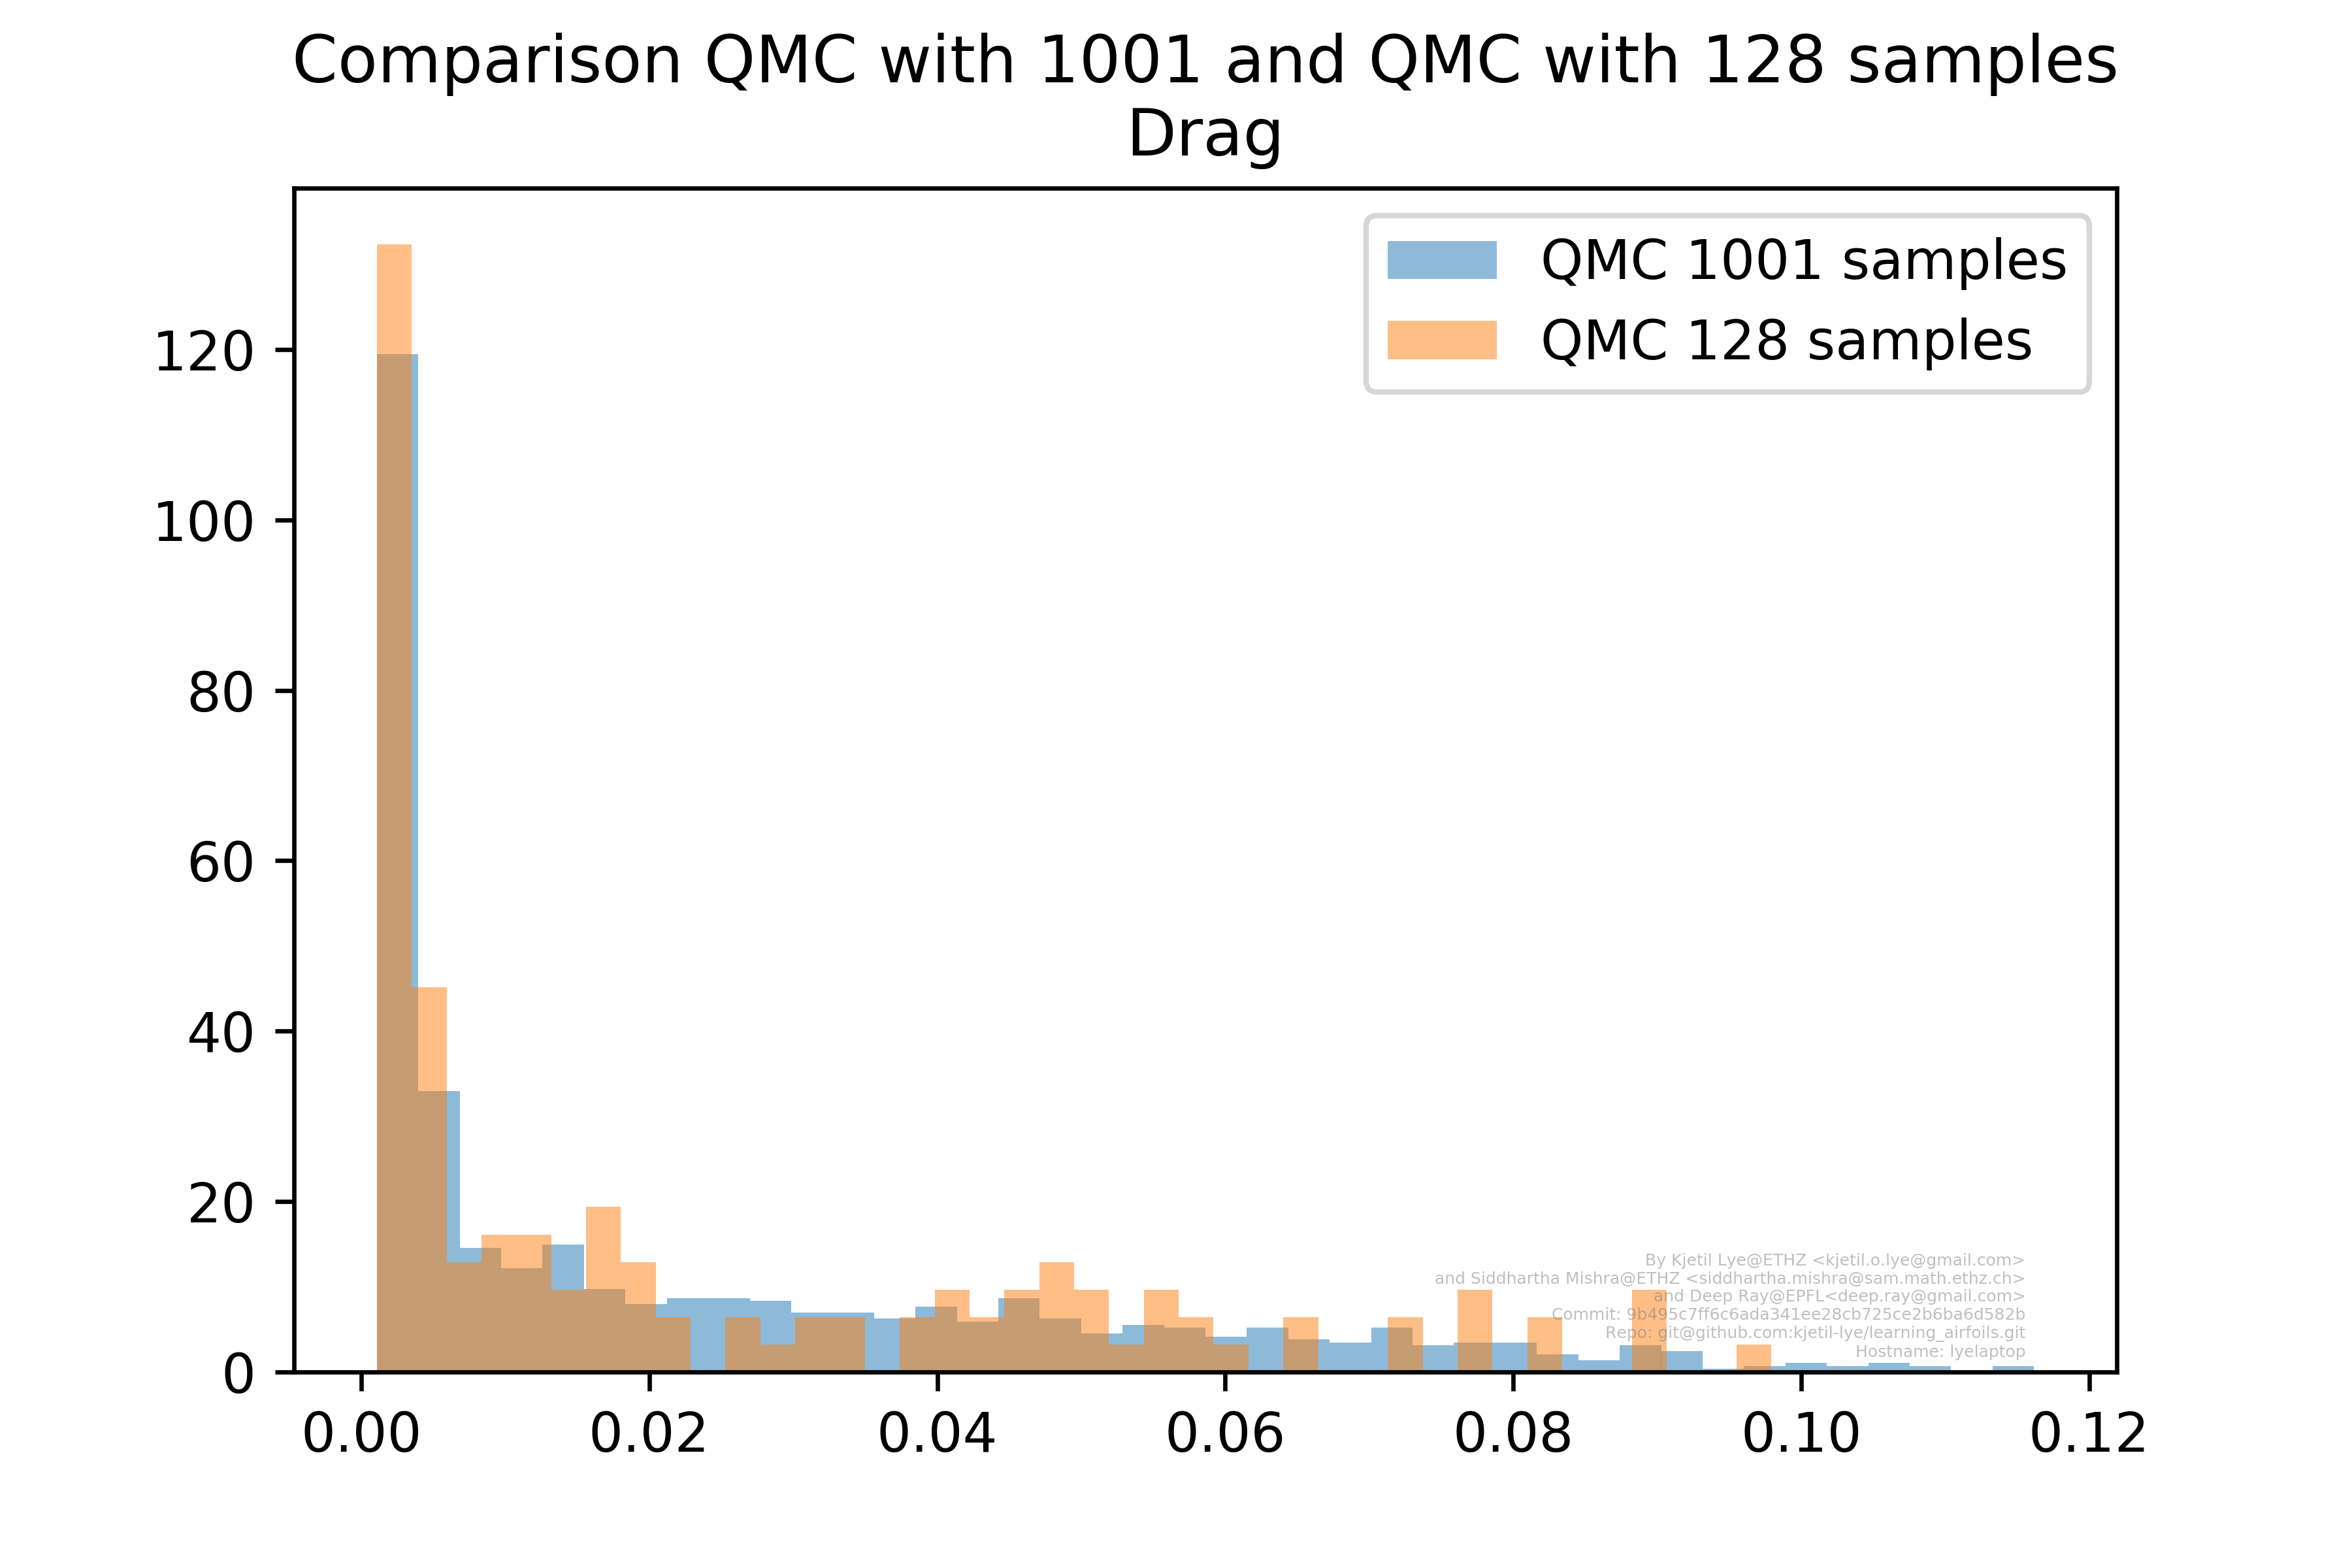 Comparison QMC with 1001 and QMC with 128 samples
Drag
QMC 1001 samples
QMC 128 samples
120
100
80
60
40
20
0
By Kjetil Lye@ETHZ <kjetil.o.lye@gmail.com>
and Siddhartha Mishra@ETHZ <siddhartha.mishra@sam.math.ethz.ch>
and Deep Ray@EPFL<deep.ray@gmail.com>
Commit: 9b495c7ff6c6ada341ee28cb725ce2b6ba6d582b
Repo: git@github.com:kjetil-lye/learning_airfoils.git
Hostname: lyelaptop
0.00 0.02 0.04 0.06 0.08 0.10 0.12